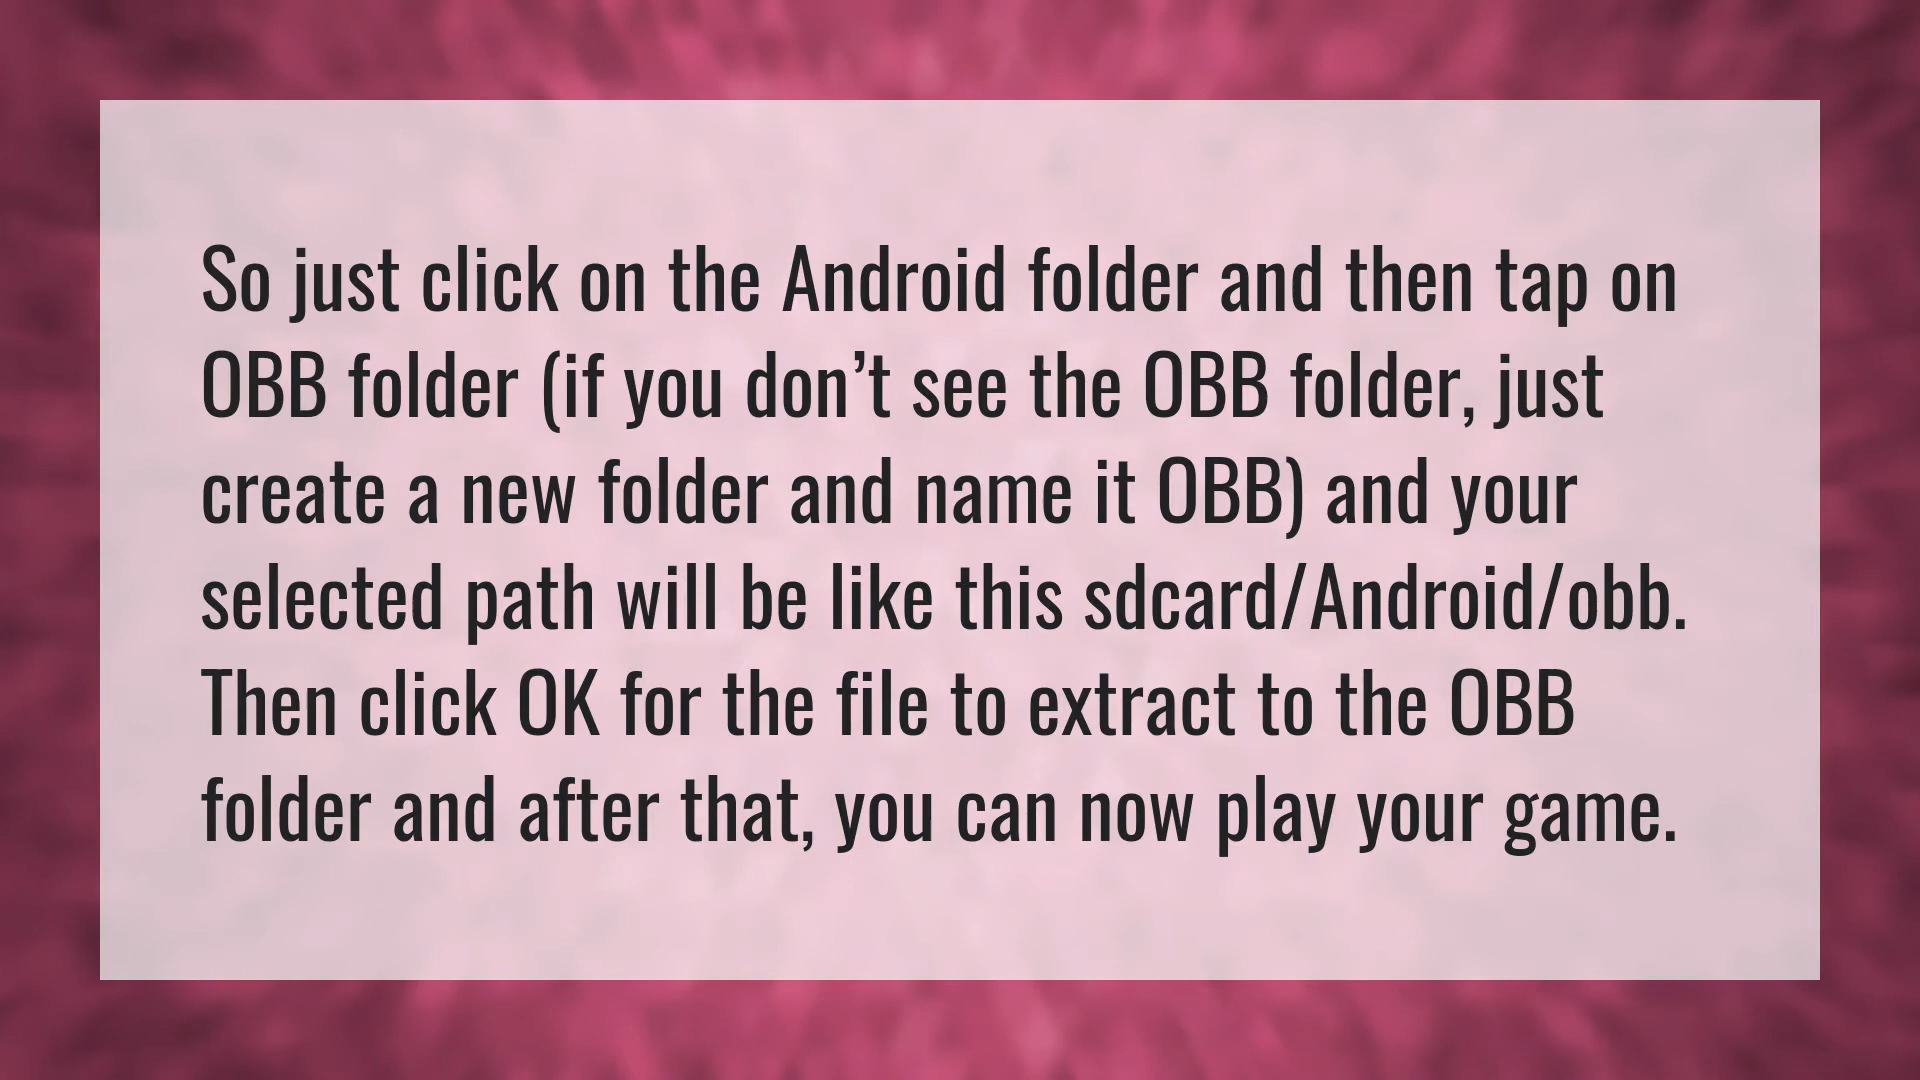 So just click on the Android folder and then tap on
OBB folder (if you don’t see the OBB folder, just
create a new folder and name it OBB) and your
selected path will be like this sdcard/Android/obb.
Then click OK for the file to extract to the OBB
folder and after that, you can now play your game.